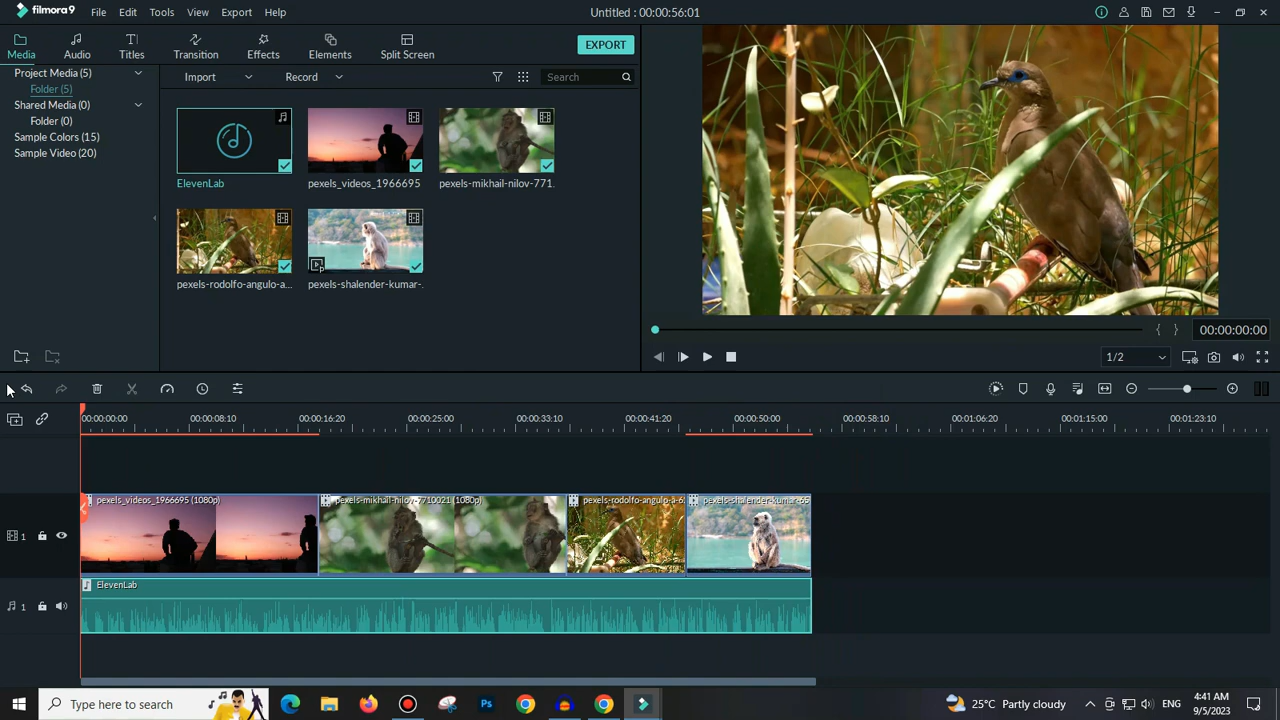 filmora9
File Edit Tools View Export Help
Untitled : 00:00:56:01
Media Audio Titles Transition Effects Elements Split Screen
EXPORT
Project Media (5)
Folder (5)
Shared Media (0)
Folder (0)
Sample Colors (15)
Sample Video (20)
Import Record Search
ElevenLab pexels_videos_1966695 pexels-mikhail-nilov-771.
pexels-rodolfo-angulo-a... pexels-shalender-kumar-.
00:00:00:00
1/2
00:00:00:00 00:00:08:10 00:00:16:20 00:00:25:00 00:00:33:10 00:00:41:20 00:00:50:00 00:00:58:10 00:01:06:20 00:01:15:00 00:01:23:10
pexels_videos_1966695 (1080p) pexels-mikhail-nilov-7710021 (1080p) pexels-rodolfo-angulo-a-6 pexels-shalender-kumar-65
1
ElevenLab
1
Type here to search
Ps
25°C Partly cloudy
ENG
4:41 AM
9/5/2023